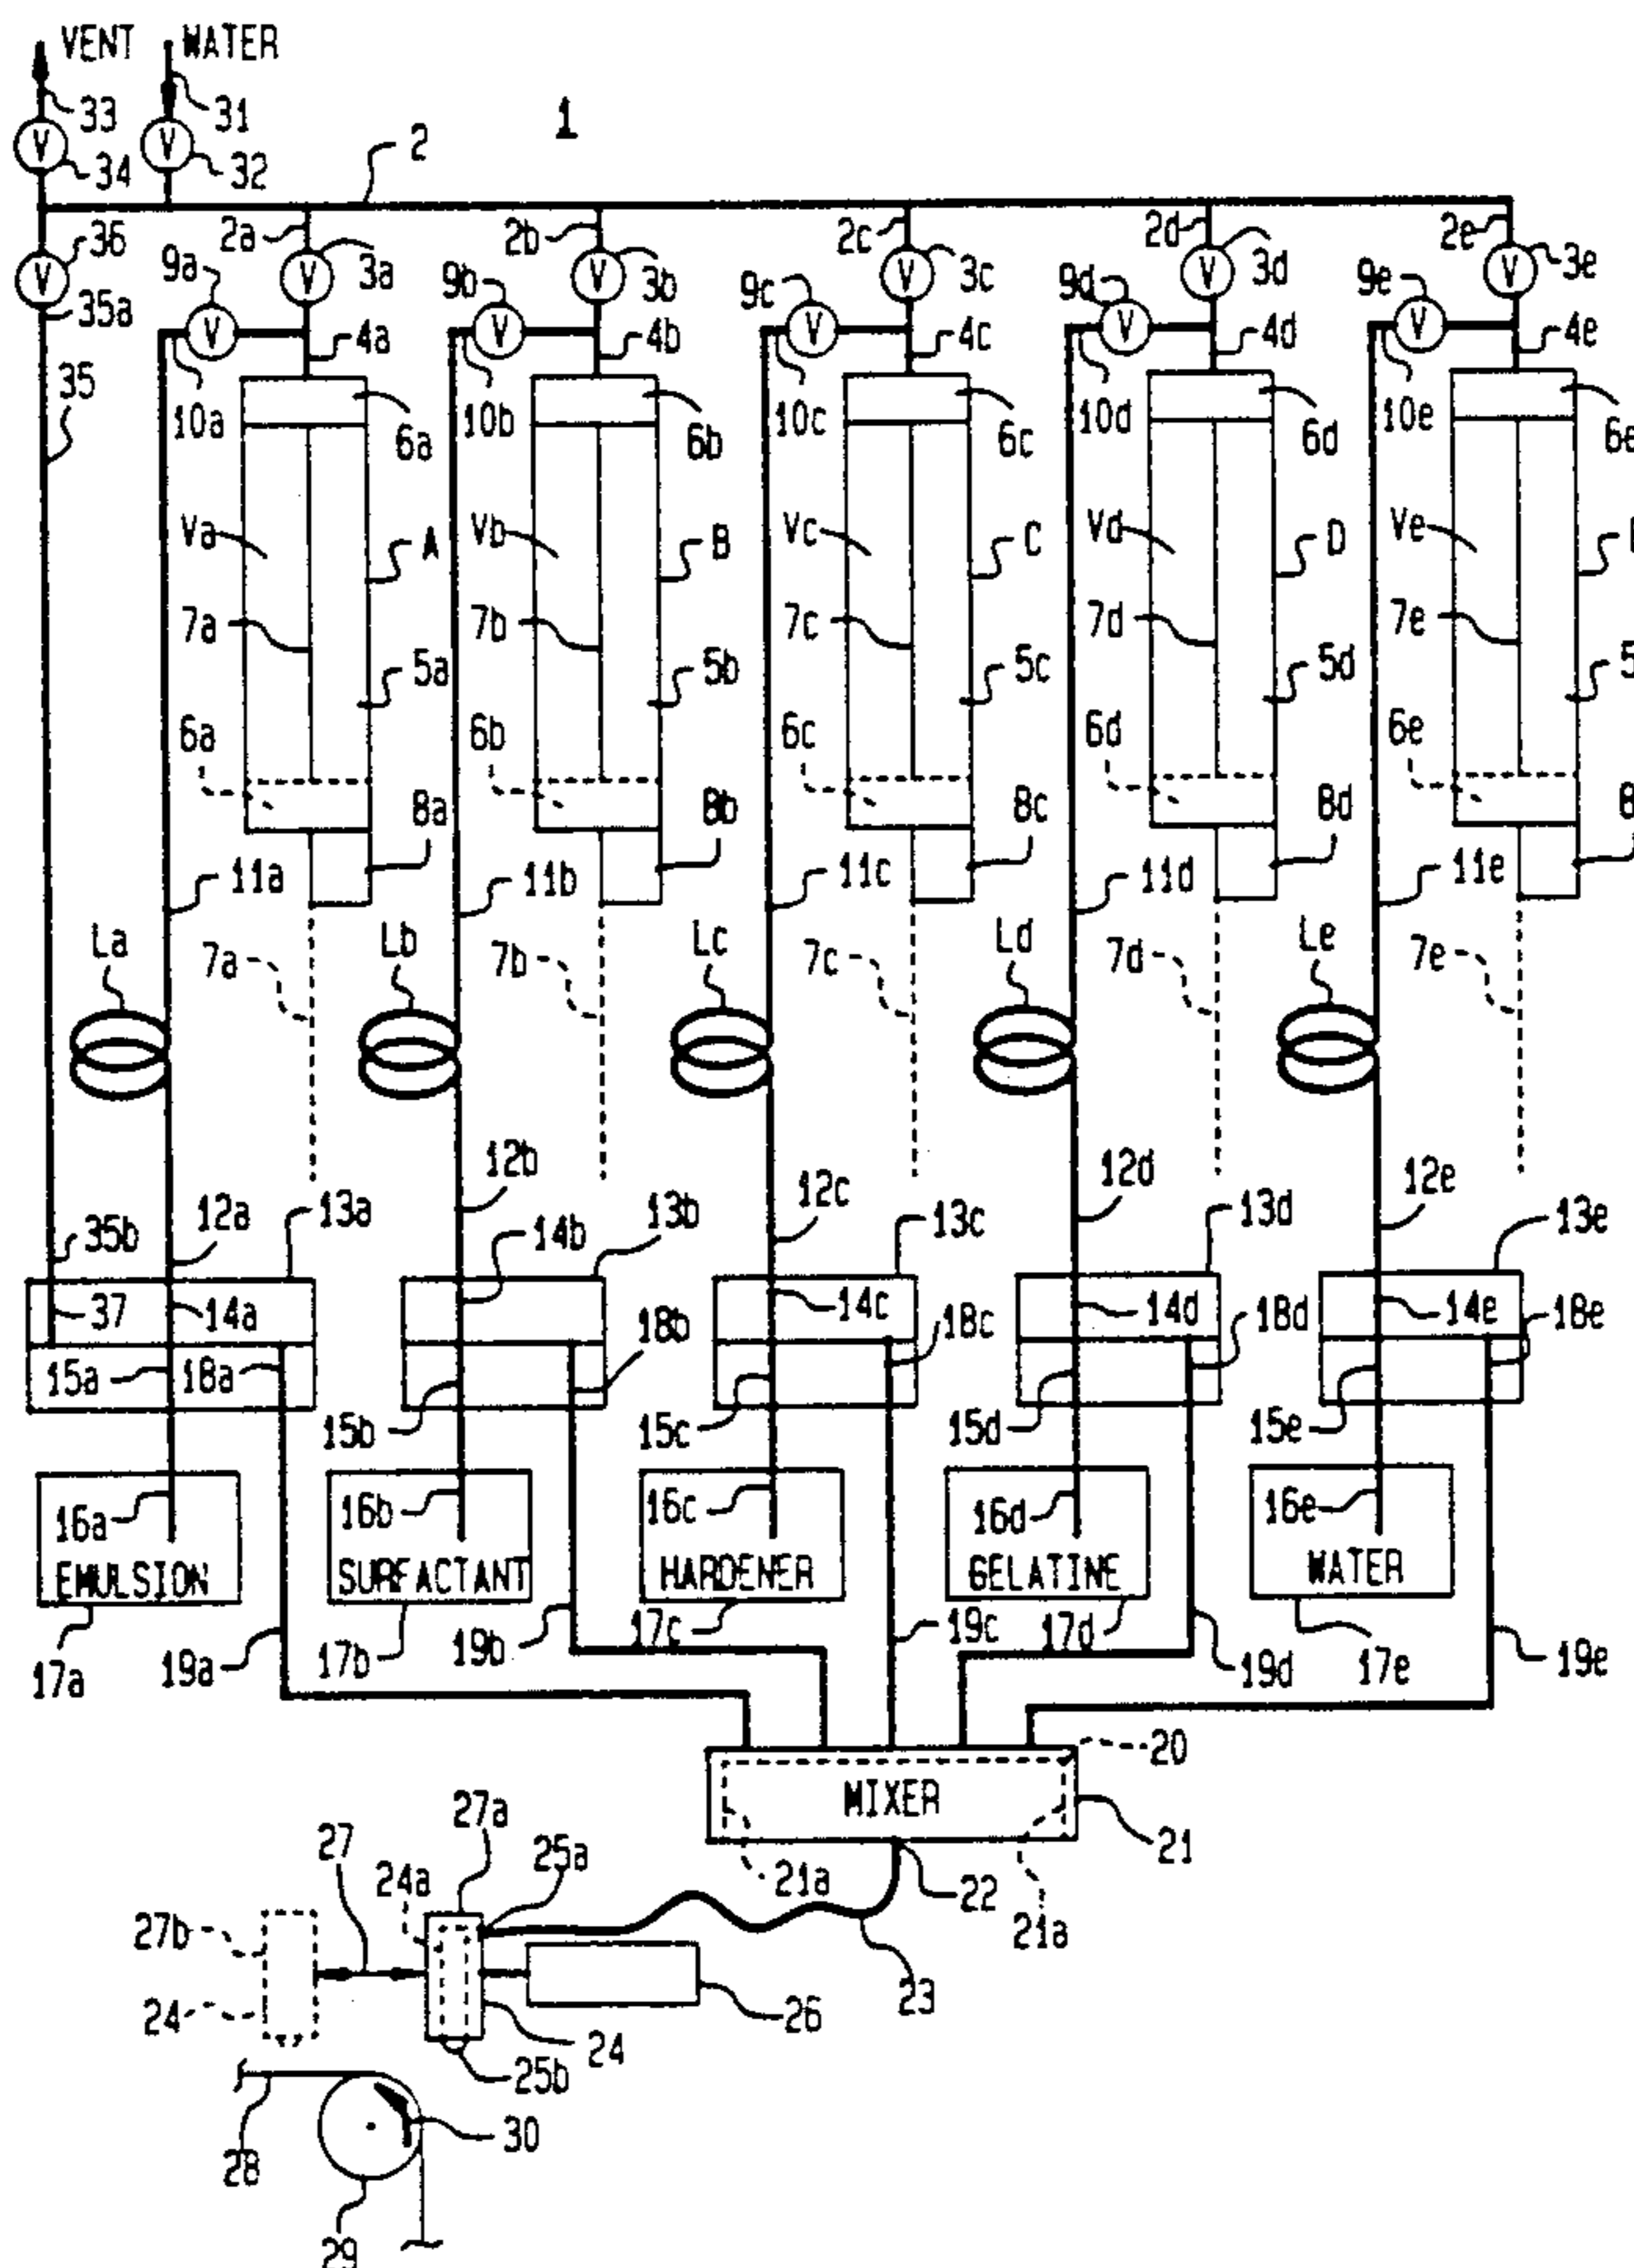 VENT WATER
33 31 1
34 32 2
36 2a 2b 2c 2d 2e
9a 3a 9b 3b 9c 3c 9d 3d 9e 3e
V V V V V V V V V V V V V
35a
4a 4b 4c 4d 4e
35
10a 6a 10b 6b 10c 6c 10d 6d 10e 6e
Va A Vb B Vc C Vd D Ve
7a 7b 7c 7d 7e
5a 5b 5c 5d 5
6a 6b 6c 6d 6e
8a 8b 8c 8d 8
11a 11b 11c 11d 11e
La 7a Lb 7b Lc 7c Ld 7d Le 7e
12b 12d
12a 13a 12c 12e
35b 14b 13b 13c 13d 13e
37 14a 18b 14c 18c 14d 18d 14e 18e
15a 18a 15b 15c 15d 15e
16a 16b 16c 16d 16e
EMULSION SURFACTANT HARDENER GELATINE WATER
17a 19a 17b 19b 17c 19c 17d 19d 17e 19e
20
MIXER
27a 21
27 24a 25a 21a 22 21a
27b
24 26 23
24
25b
30
28
29